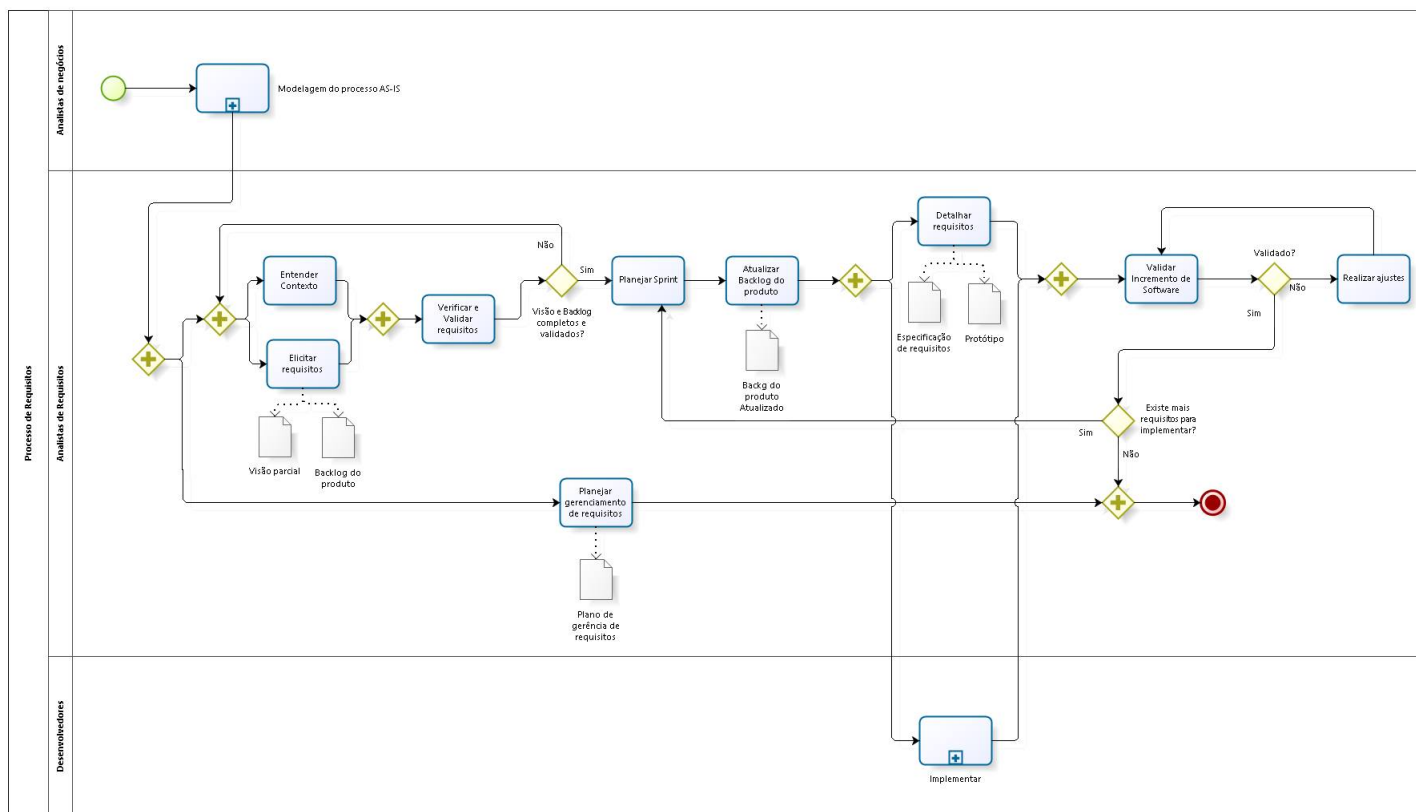 Processo de Requisitos
Analistas de negócios
Modelagem do processo AS-IS
Analistas de Requisitos
Entender
Contexto
Elicitar
requisitos
Visão parcial
Backlog do
produto
Verificar e
Validar
requisitos
Não
Sim
Visão e Backlog
completos e
validados?
Planejar Sprint
Atualizar
Backlog do
produto
Backg do
produto
Atualizado
Detalhar
requisitos
Especificação
de requisitos
Protótipo
Validar
Incremento de
Software
Validado?
Não
Sim
Realizar ajustes
Existe mais
requisitos para
implementar?
Sim
Não
Planejar
gerenciamento
de requisitos
Plano de
gerência de
requisitos
Desenvolvedores
Implementar